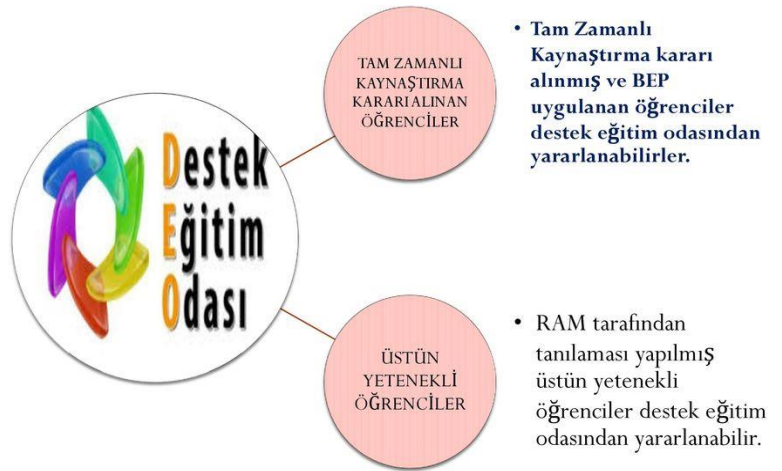 Destek
Eğitim
Odası
TAM ZAMANLI
KAYNAŞTIRMA
KARARI ALINAN
ÖĞRENCİLER
• Tam Zamanlı
Kaynaştırma kararı
alınmış ve BEP
uygulanan öğrenciler
destek eğitim odasından
yararlanabilirler.
ÜSTÜN
YETENEKLİ
ÖĞRENCİLER
• RAM tarafından
tanılaması yapılmış
üstün yetenekli
öğrenciler destek eğitim
odasından yararlanabilir.